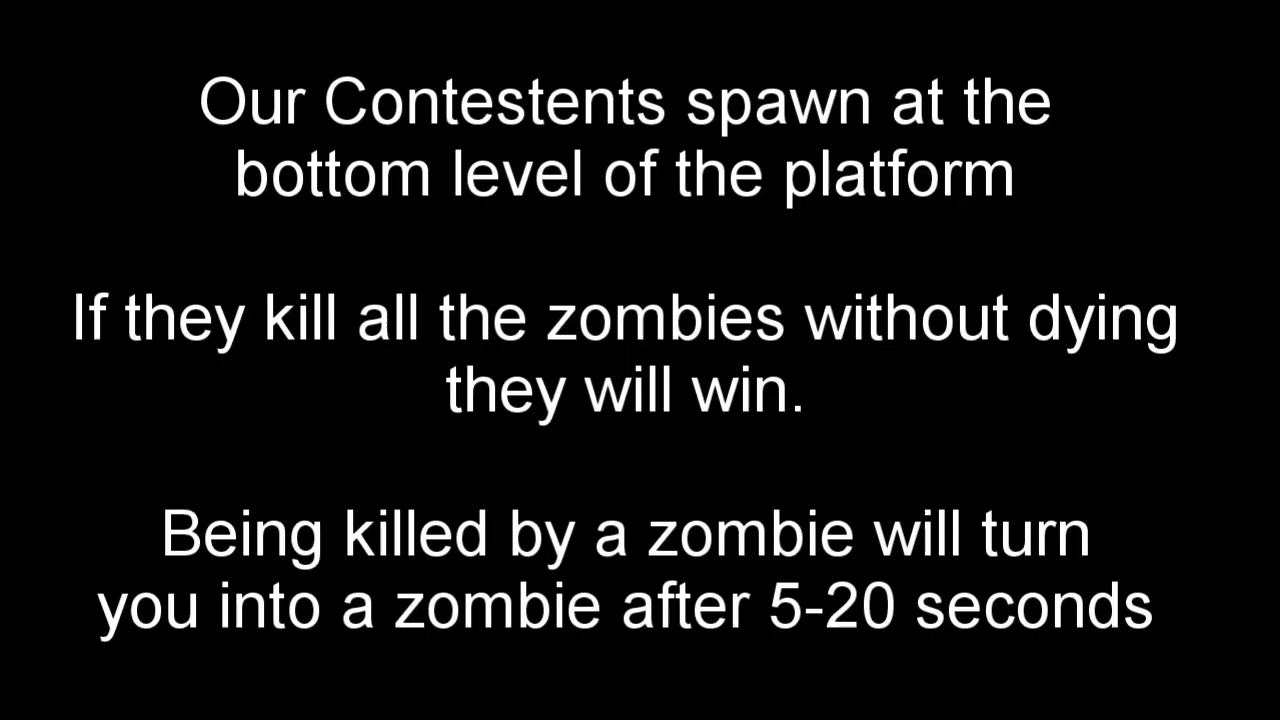 Our Contestents spawn at the
bottom level of the platform
If they kill all the zombies without dying
they will win.
Being killed by a zombie will turn
you into a zombie after 5-20 seconds